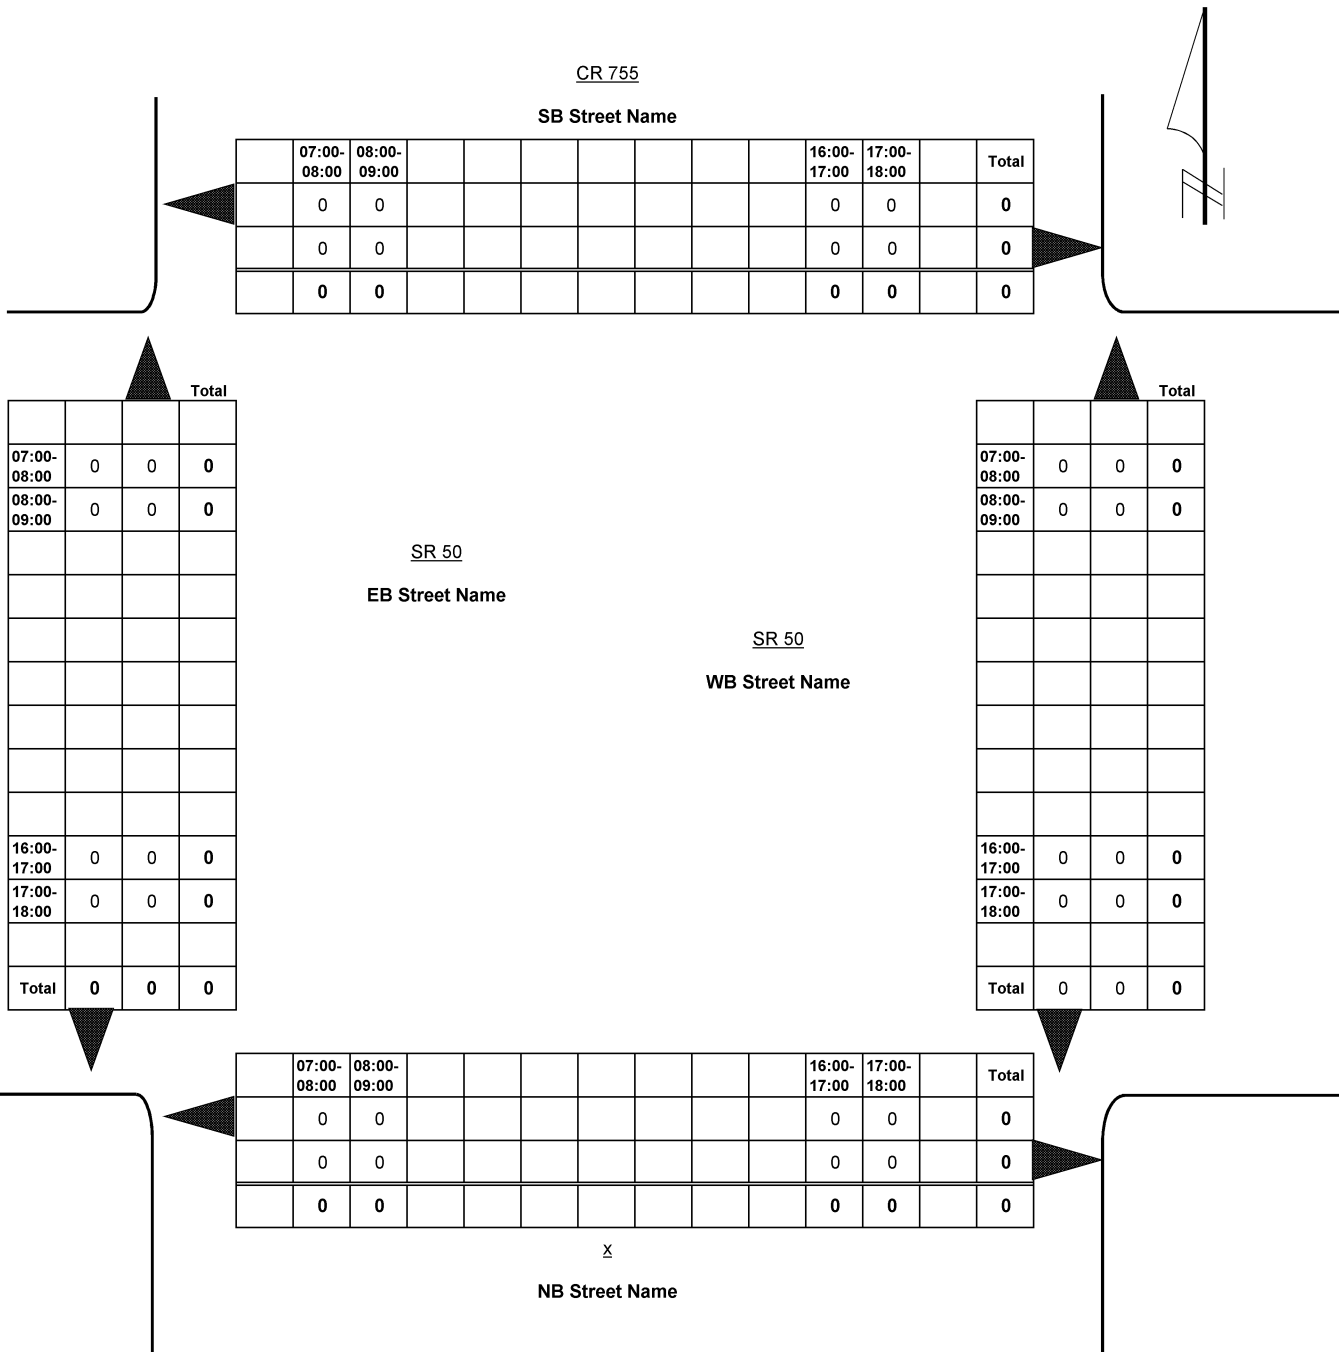 CR 755
SB Street Name
07:00-08:00 08:00-09:00 16:00-17:00 17:00-18:00 Total
0 0 0 0 0
0 0 0 0 0
0 0 0 0 0
Total
07:00-08:00 0 0 0
08:00-09:00 0 0 0
16:00-17:00 0 0 0
17:00-18:00 0 0 0
Total 0 0 0
SR 50
EB Street Name
SR 50
WB Street Name
Total
07:00-08:00 0 0 0
08:00-09:00 0 0 0
16:00-17:00 0 0 0
17:00-18:00 0 0 0
Total 0 0 0
07:00-08:00 08:00-09:00 16:00-17:00 17:00-18:00 Total
0 0 0 0 0
0 0 0 0 0
0 0 0 0 0
x
NB Street Name